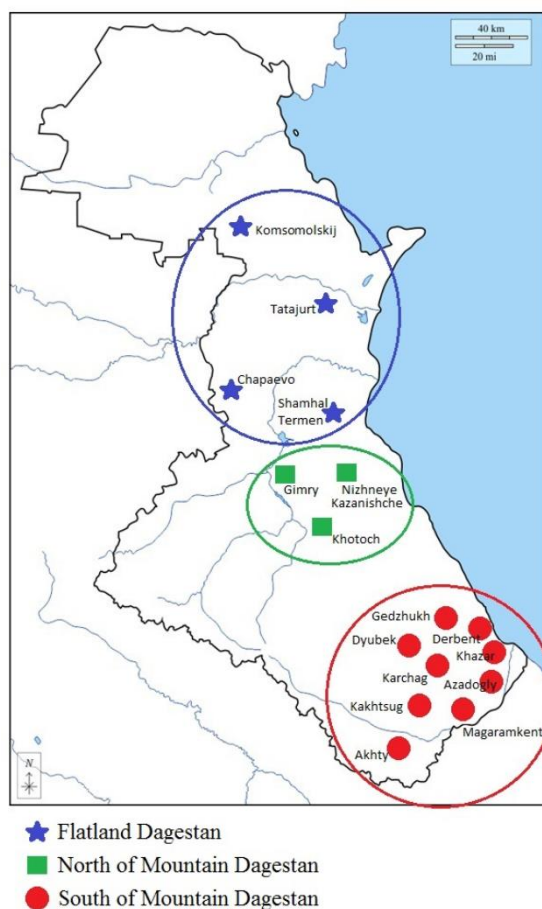 40 km
20 mi
Komsomolskij
Tatajurt
Chapaevo
Shamhal
Termen
Gimry
Nizhneye
Kazanishche
Khotoch
Gedzhukh
Derbent
Dyubek
Khazar
Karchag
Azadogly
Kakhtsug
Magaramkent
Akhty
N
Flatland Dagestan
North of Mountain Dagestan
South of Mountain Dagestan